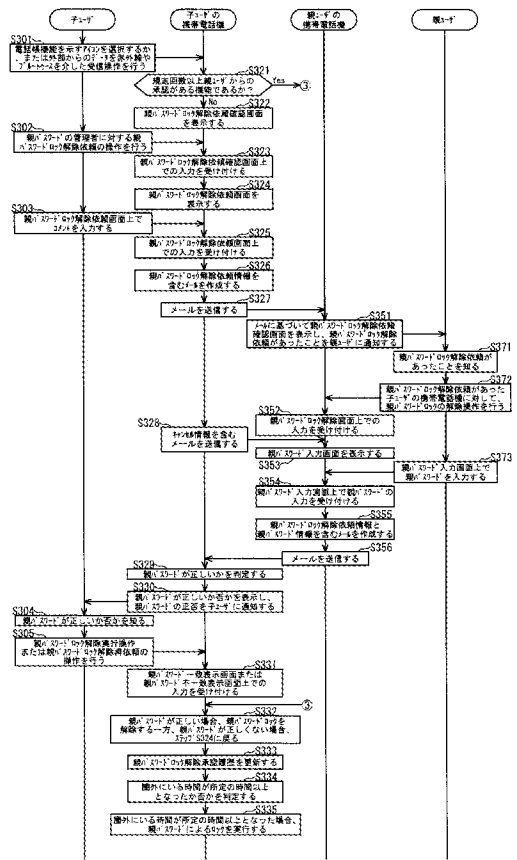 子ユーザ
子ユーザの
携帯電話機
親ユーザの
携帯電話機
親ユーザ
S301
電話帳機能を示すアイコンを選択するか
、または外部からのデータを赤外線や
ブルートゥースを介した受信操作を行う
S321
規定回数以上親ユーザからの
承認がある機能であるか?
Yes
③
No
S322
親パスワードロック解除依頼確認画面
を表示する
S302
親パスワードの管理者に対する親
パスワードロック解除依頼の操作を行う
S323
親パスワードロック解除依頼確認画面上
での入力を受け付ける
S324
親パスワードロック解除依頼画面を
表示する
S303
親パスワードロック解除依頼画面上で
コメントを入力する
S325
親パスワードロック解除依頼画面上
での入力を受け付ける
S326
親パスワードロック解除依頼情報を
含むメールを作成する
S327
メールを送信する
S351
メールに基づいて親パスワードロック解除依頼
確認画面を表示し、親パスワードロック解除
依頼があったことを親ユーザに通知する
S371
親パスワードロック解除依頼が
あったことを知る
S372
親パスワードロック解除依頼があった
子ユーザの携帯電話機に対して、
親パスワードロックの解除操作を行う
S352
親パスワードロック解除画面上での
入力を受け付ける
S328
キャンセル情報を含む
メールを送信する
親パスワード入力画面を表示する
S353
S373
親パスワード入力画面上で
親パスワードを入力する
S354
親パスワード入力画面上で親パスワードの
入力を受け付ける
S355
親パスワードロック解除依頼情報と
親パスワード情報を含むメールを作成する
S356
メールを送信する
S329
親パスワードが正しいかを判定する
S330
親パスワードが正しいか否かを表示し、
親パスワードの正否を子ユーザに通知する
S304
親パスワードが正しいか否かを知る
S305
親パスワードロック解除実行操作
または親パスワードロック解除再依頼の
操作を行う
S331
親パスワード一致表示画面または
親パスワード不一致表示画面上での
入力を受け付ける
③
S332
親パスワードが正しい場合、親パスワードロックを
解除する一方、親パスワードが正しくない場合、
ステップS324に戻る
S333
親パスワードロック解除承認履歴を更新する
S334
圏外にいる時間が所定の時間以上
となったか否かを判定する
S335
圏外にいる時間が所定の時間以上となった場合、
親パスワードによるロックを実行する